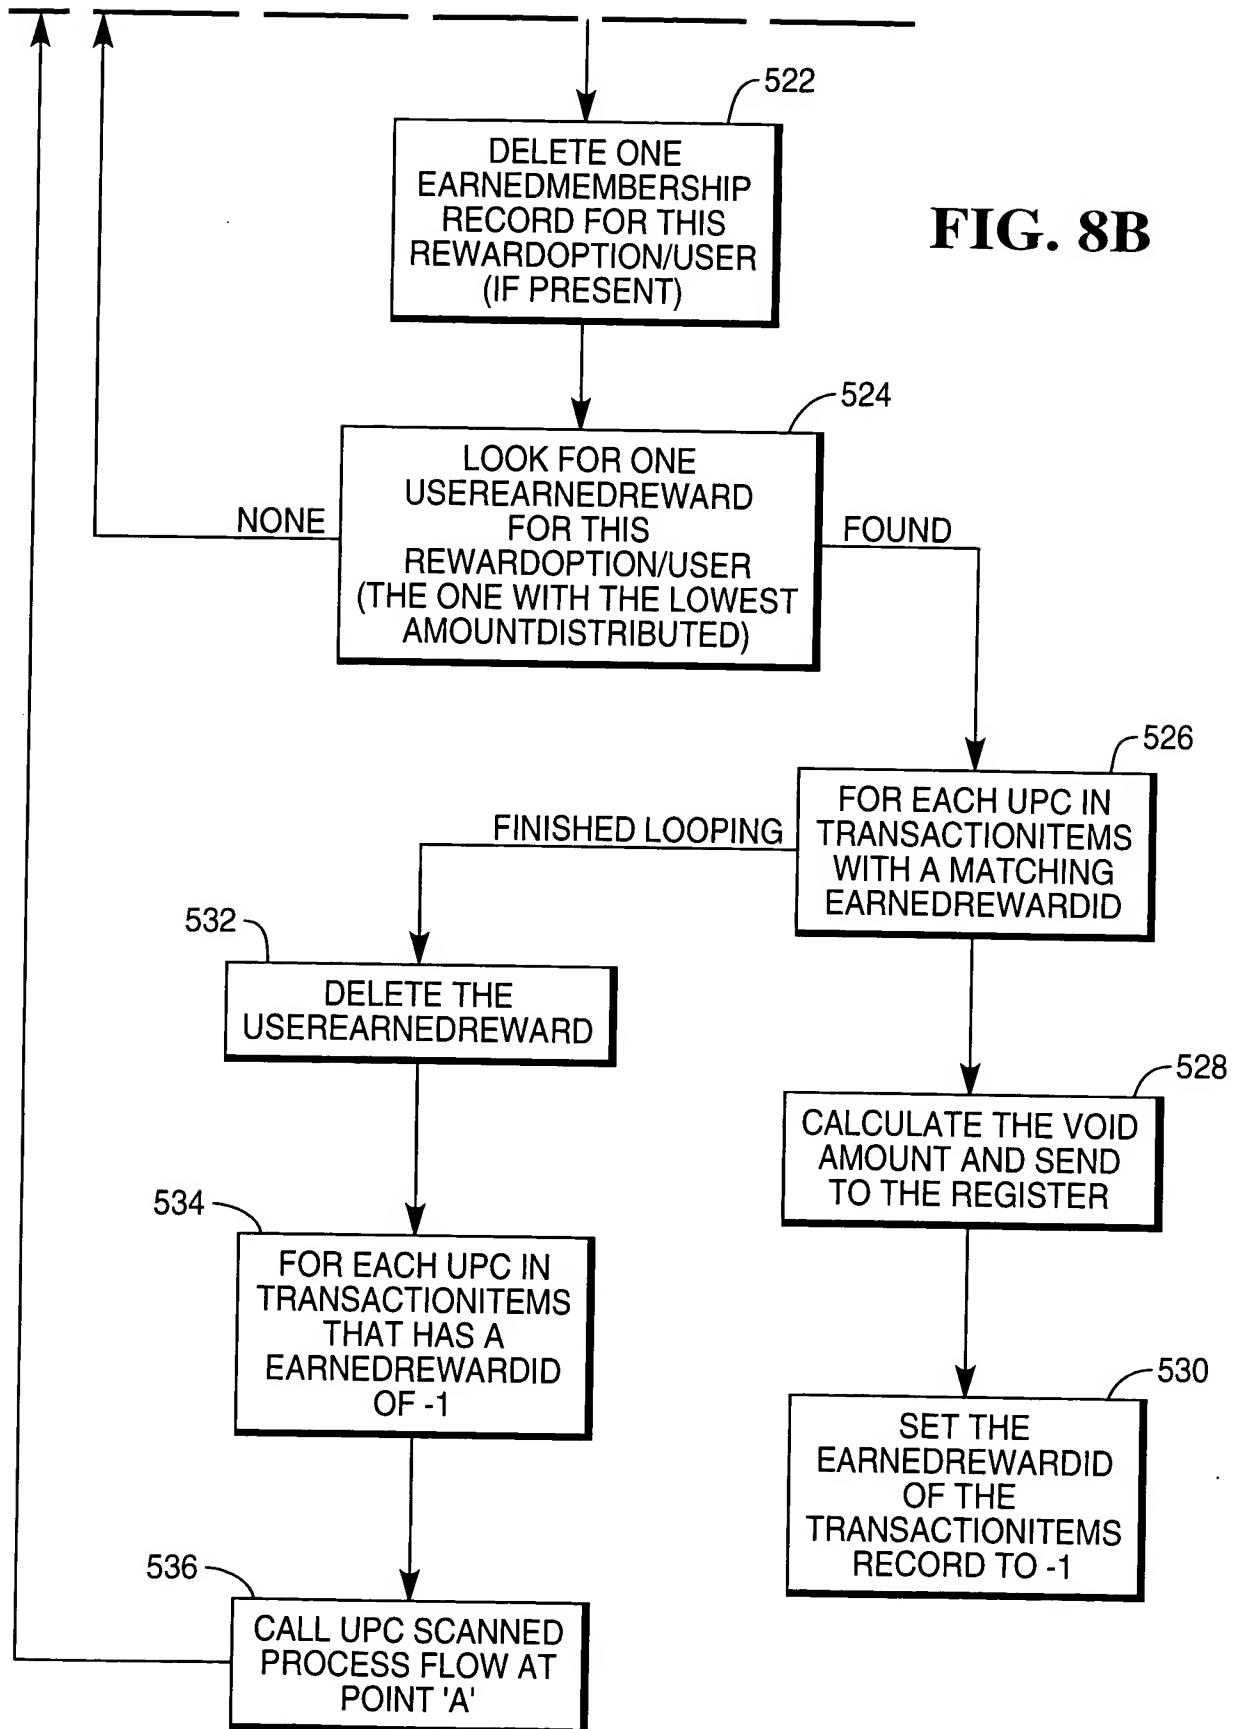 522
DELETE ONE
EARNEDMEMBERSHIP
RECORD FOR THIS
REWARDOPTION/USER
(IF PRESENT)
FIG. 8B
524
LOOK FOR ONE
USEREARNEDREWARD
FOR THIS
REWARDOPTION/USER
(THE ONE WITH THE LOWEST
AMOUNTDISTRIBUTED)
NONE
FOUND
526
FOR EACH UPC IN
TRANSACTIONITEMS
WITH A MATCHING
EARNEDREWARDID
FINISHED LOOPING
532
DELETE THE
USEREARNEDREWARD
528
CALCULATE THE VOID
AMOUNT AND SEND
TO THE REGISTER
534
FOR EACH UPC IN
TRANSACTIONITEMS
THAT HAS A
EARNEDREWARDID
OF -1
530
SET THE
EARNEDREWARDID
OF THE
TRANSACTIONITEMS
RECORD TO -1
536
CALL UPC SCANNED
PROCESS FLOW AT
POINT 'A'